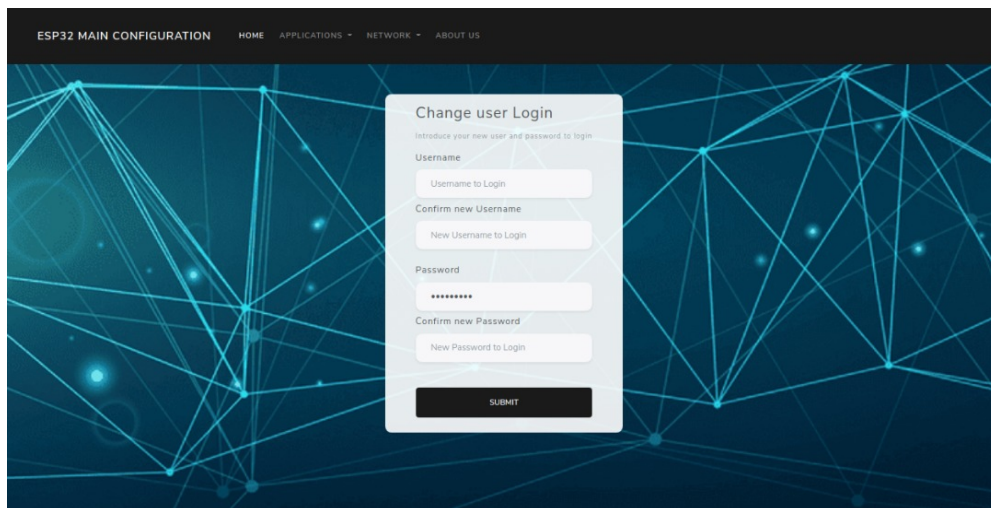 ESP32 MAIN CONFIGURATION HOME APPLICATIONS NETWORK ABOUT US
Change user Login
Introduce your new user and password to login
Username
Username to Login
Confirm new Username
New Username to Login
Password
•••••••••
Confirm new Password
New Password to Login
SUBMIT